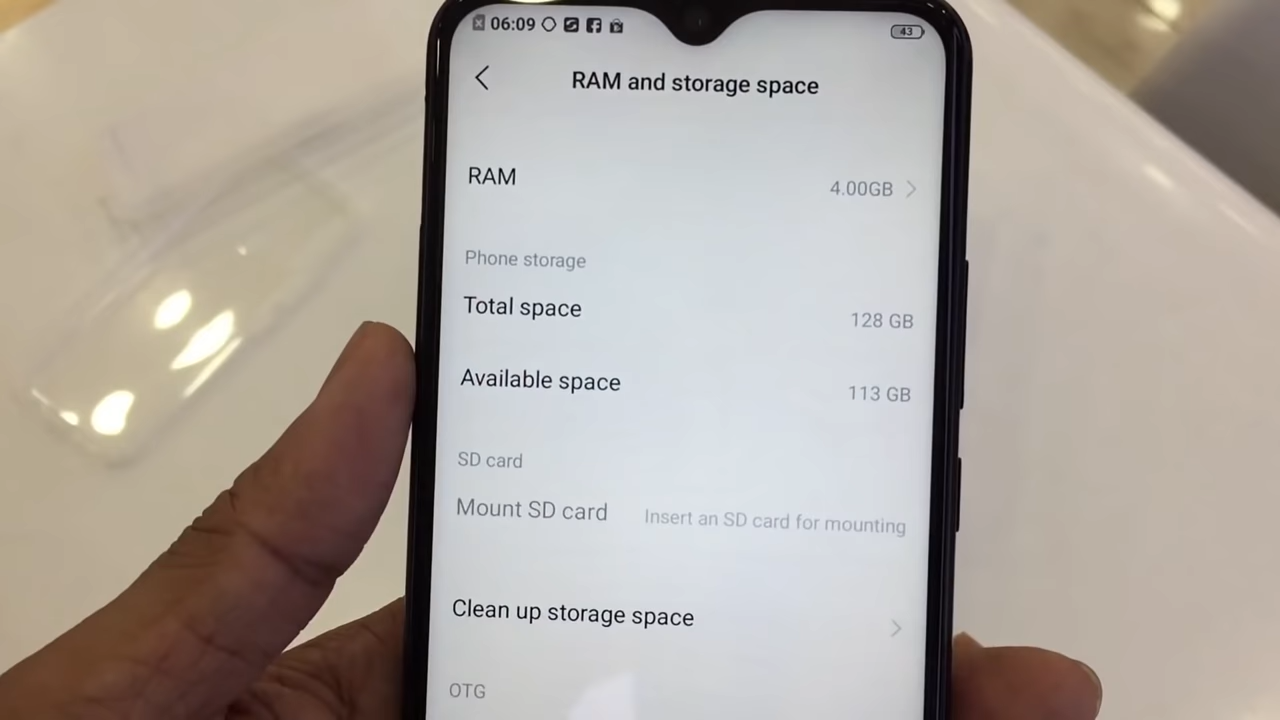 06:09
43
RAM and storage space
RAM 4.00GB
Phone storage
Total space 128 GB
Available space 113 GB
SD card
Mount SD card Insert an SD card for mounting
Clean up storage space
OTG